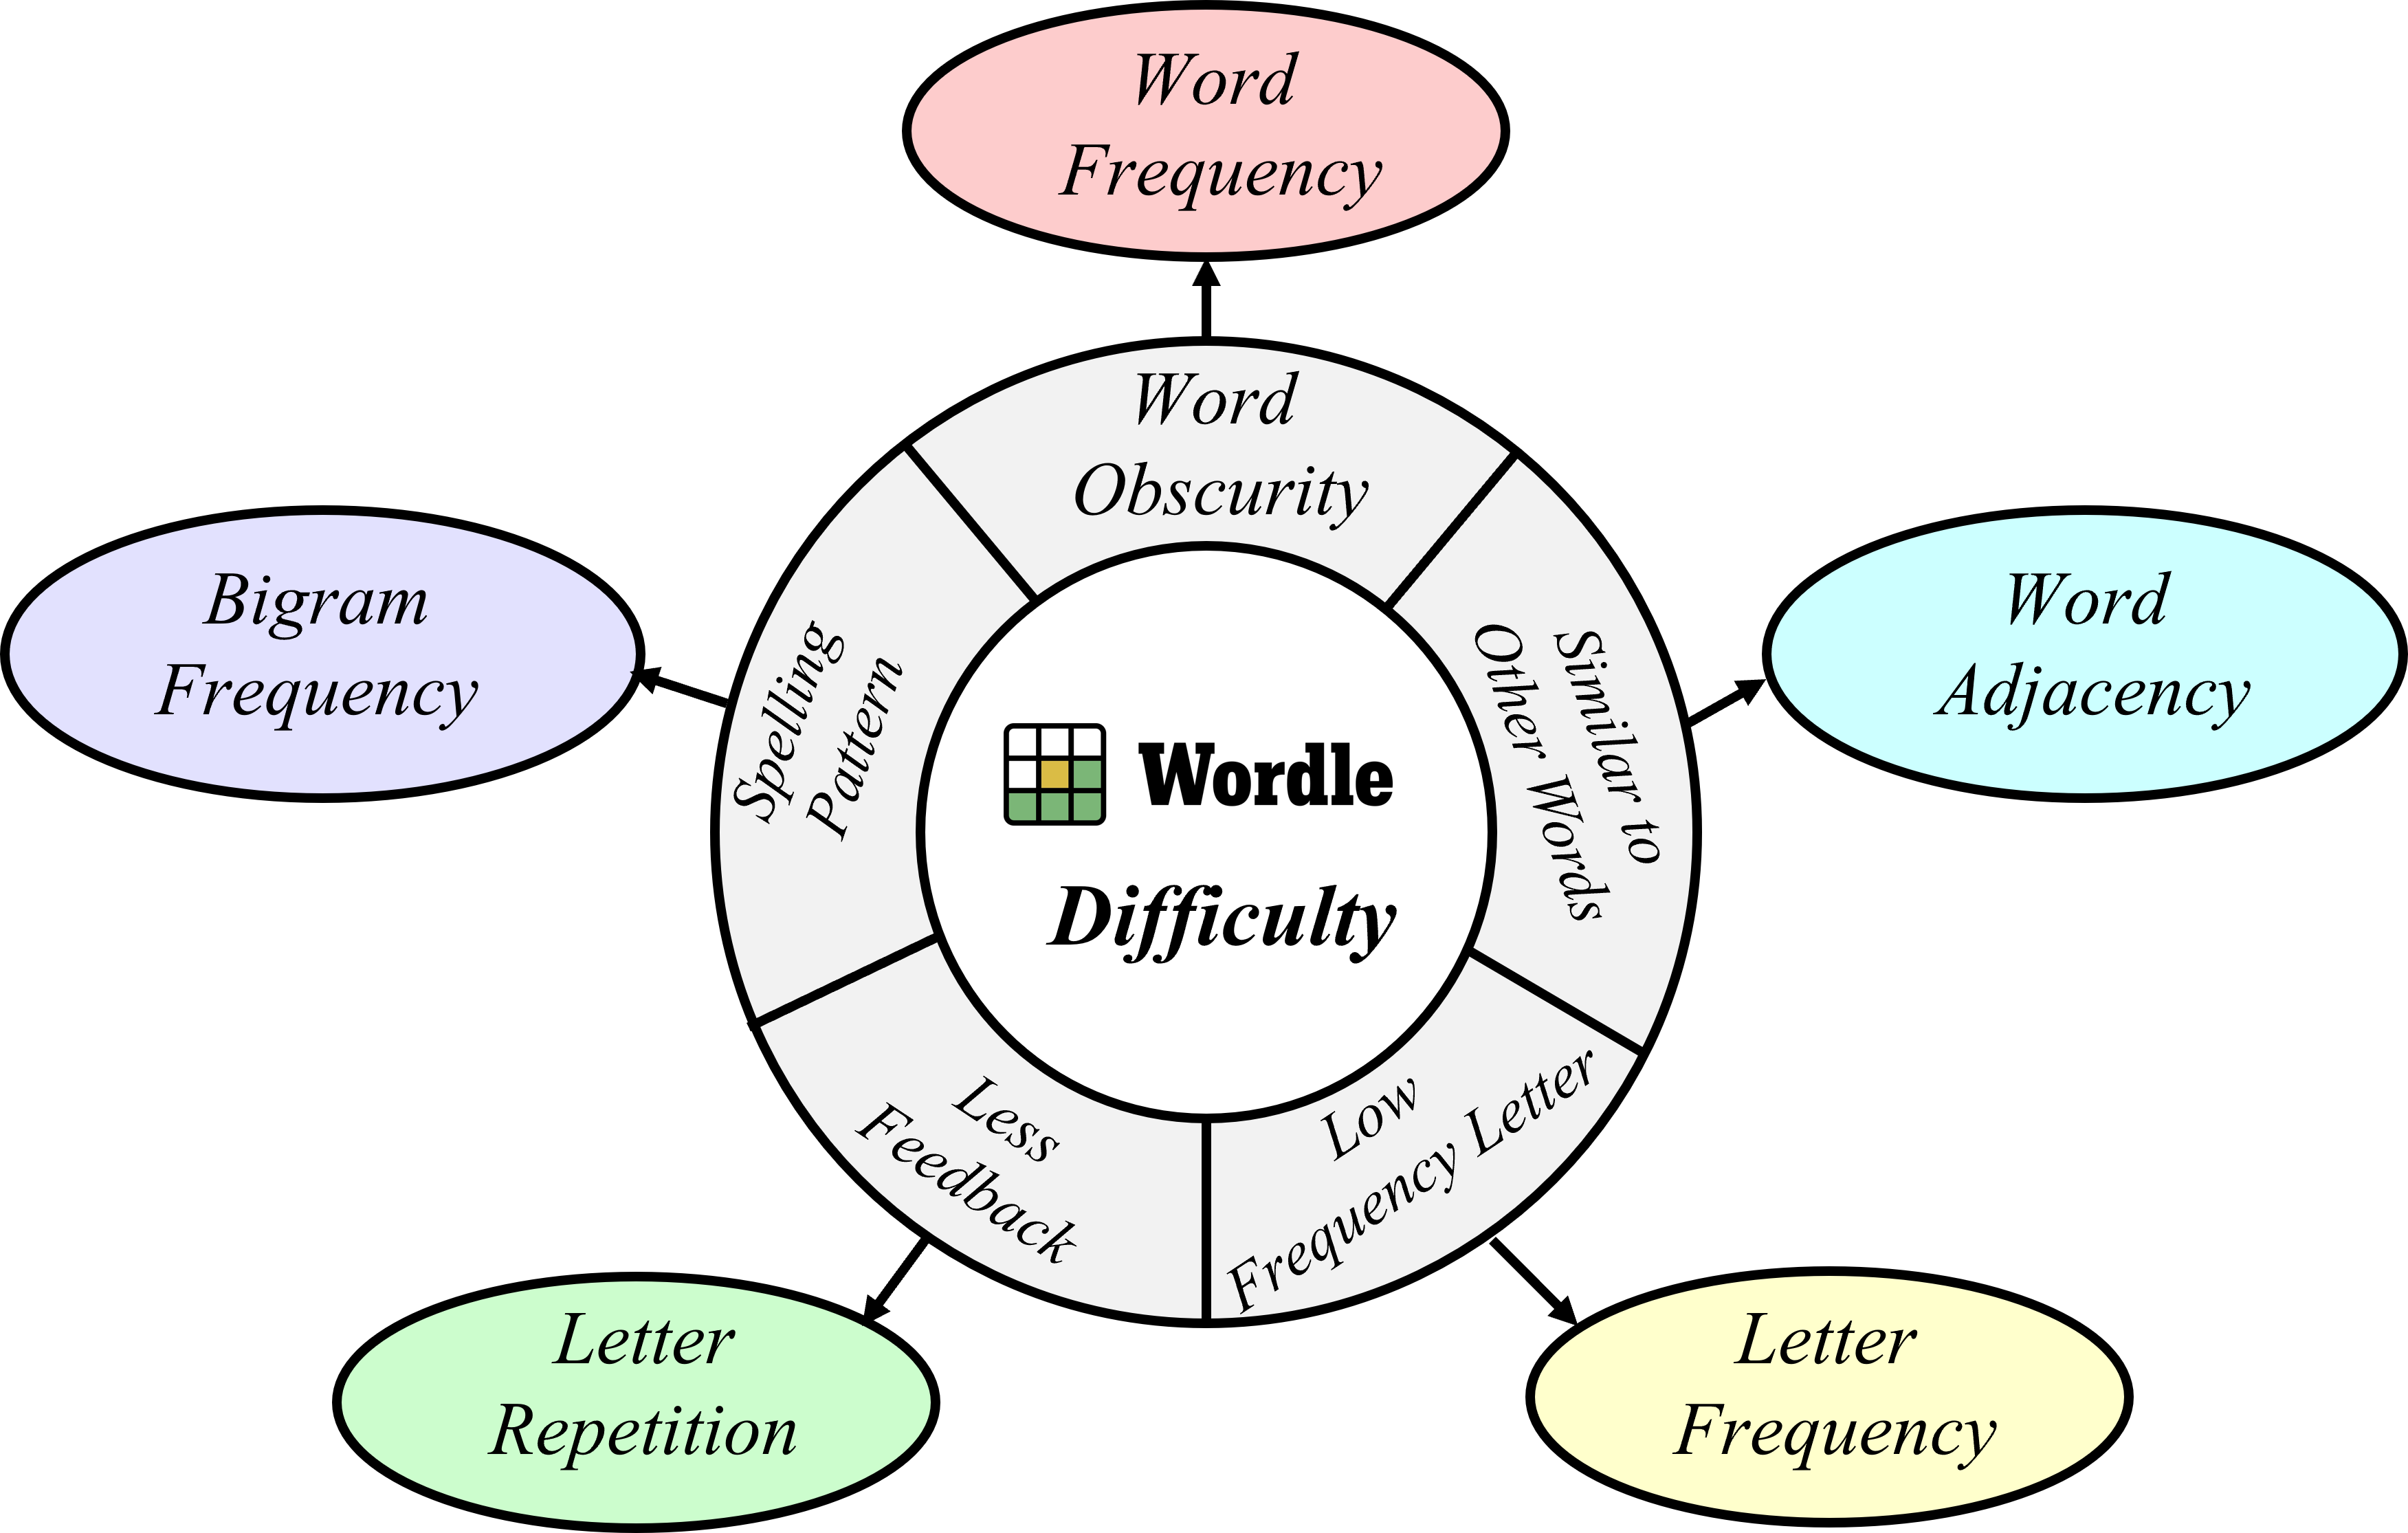 Word
Frequency
Word
Obscurity
Bigram
Frequency
Spelling
Pattern
Similar to
Other Words
Word
Adjacency
Wordle
Difficulty
Less
Feedback
Low
Frequency Letter
Letter
Repetition
Letter
Frequency